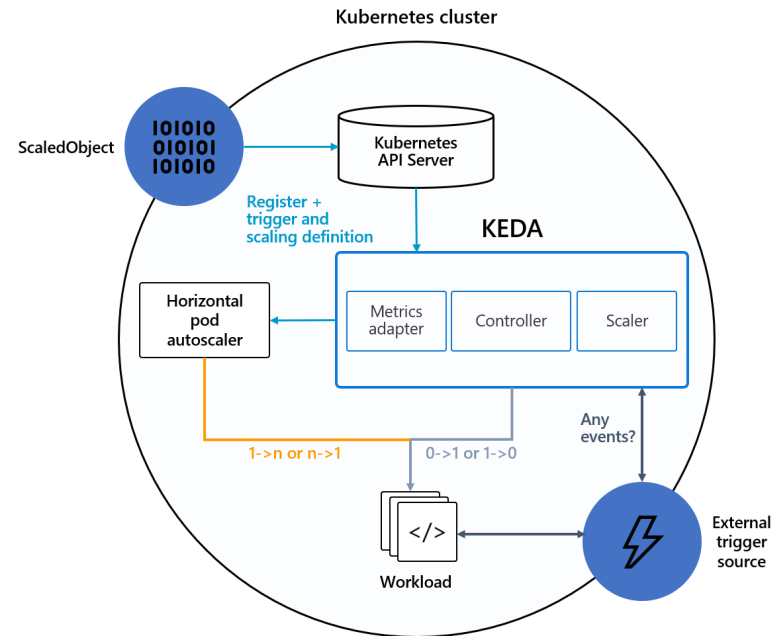 Kubernetes cluster
ScaledObject
101010
010101
101010
Kubernetes
API Server
Register +
trigger and
scaling definition
KEDA
Horizontal
pod
autoscaler
Metrics
adapter
Controller
Scaler
Any
events?
1->n or n->1
0->1 or 1->0
</>
Workload
External
trigger
source